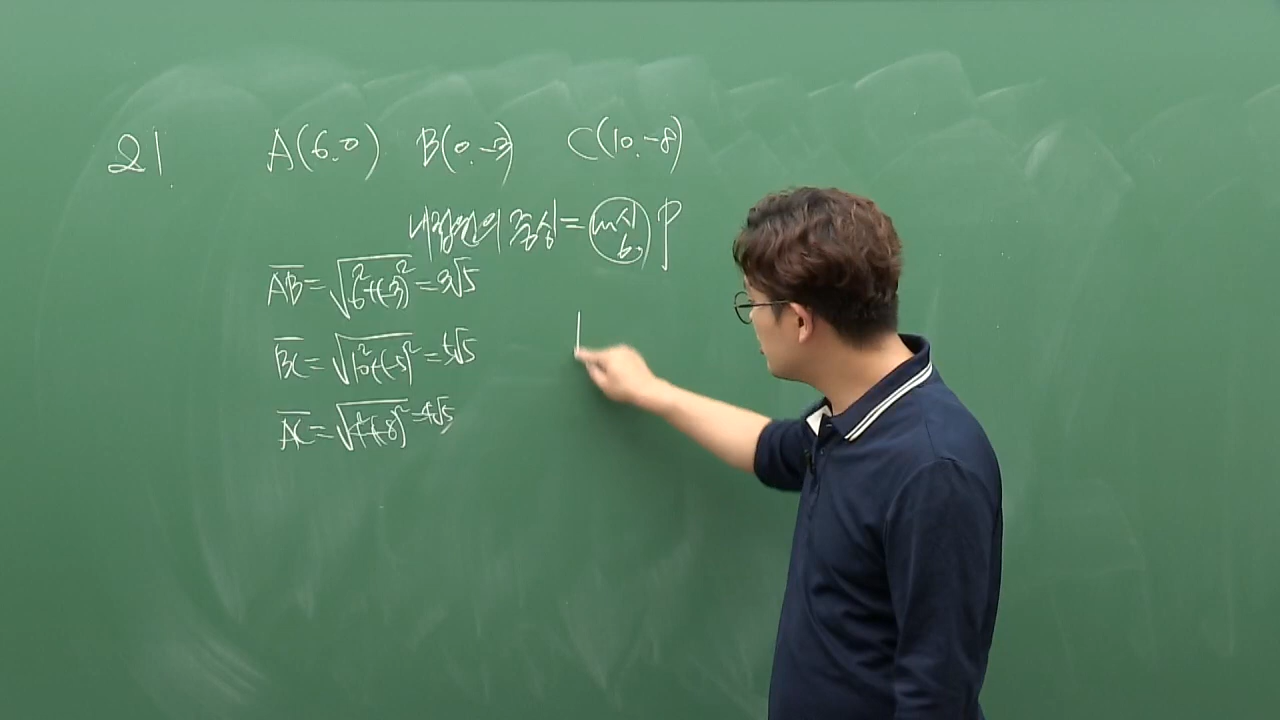 21. A(6, 0) B(0, -3) C(10, -8)
내접원의 중심 = 내심 P
AB = √6²+(-3)² = 3√5
BC = √10²+(-5)² = 5√5
AC = √4²+(-8)² = 4√5